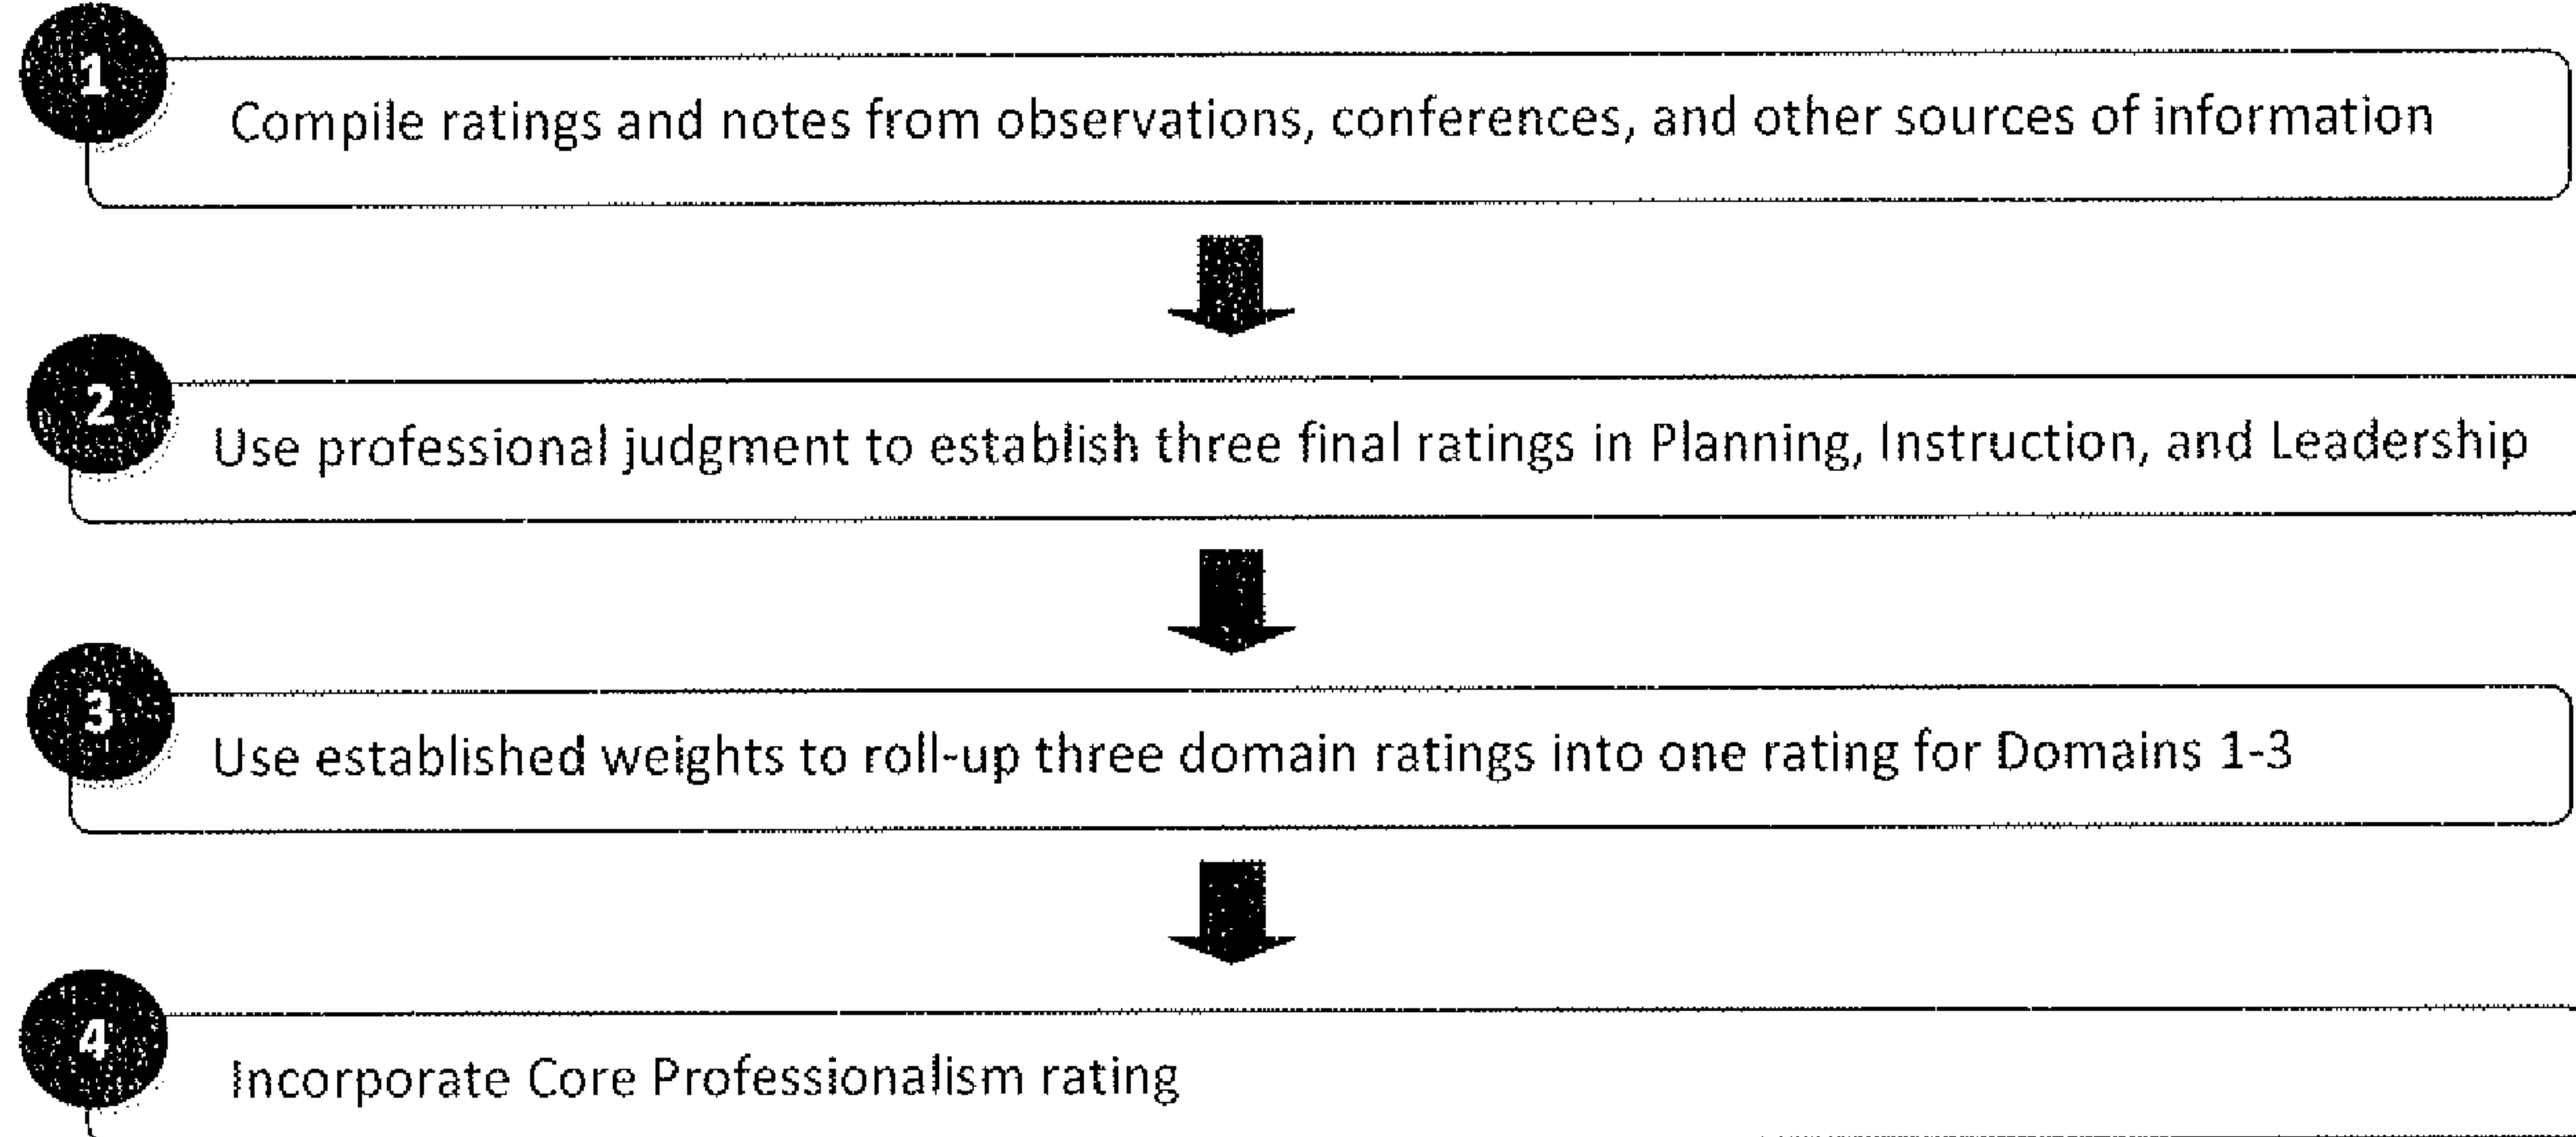 1
Compile ratings and notes from observations, conferences, and other sources of information
2
Use professional judgment to establish three final ratings in Planning, Instruction, and Leadership
3
Use established weights to roll-up three domain ratings into one rating for Domains 1-3
4
Incorporate Core Professionalism rating